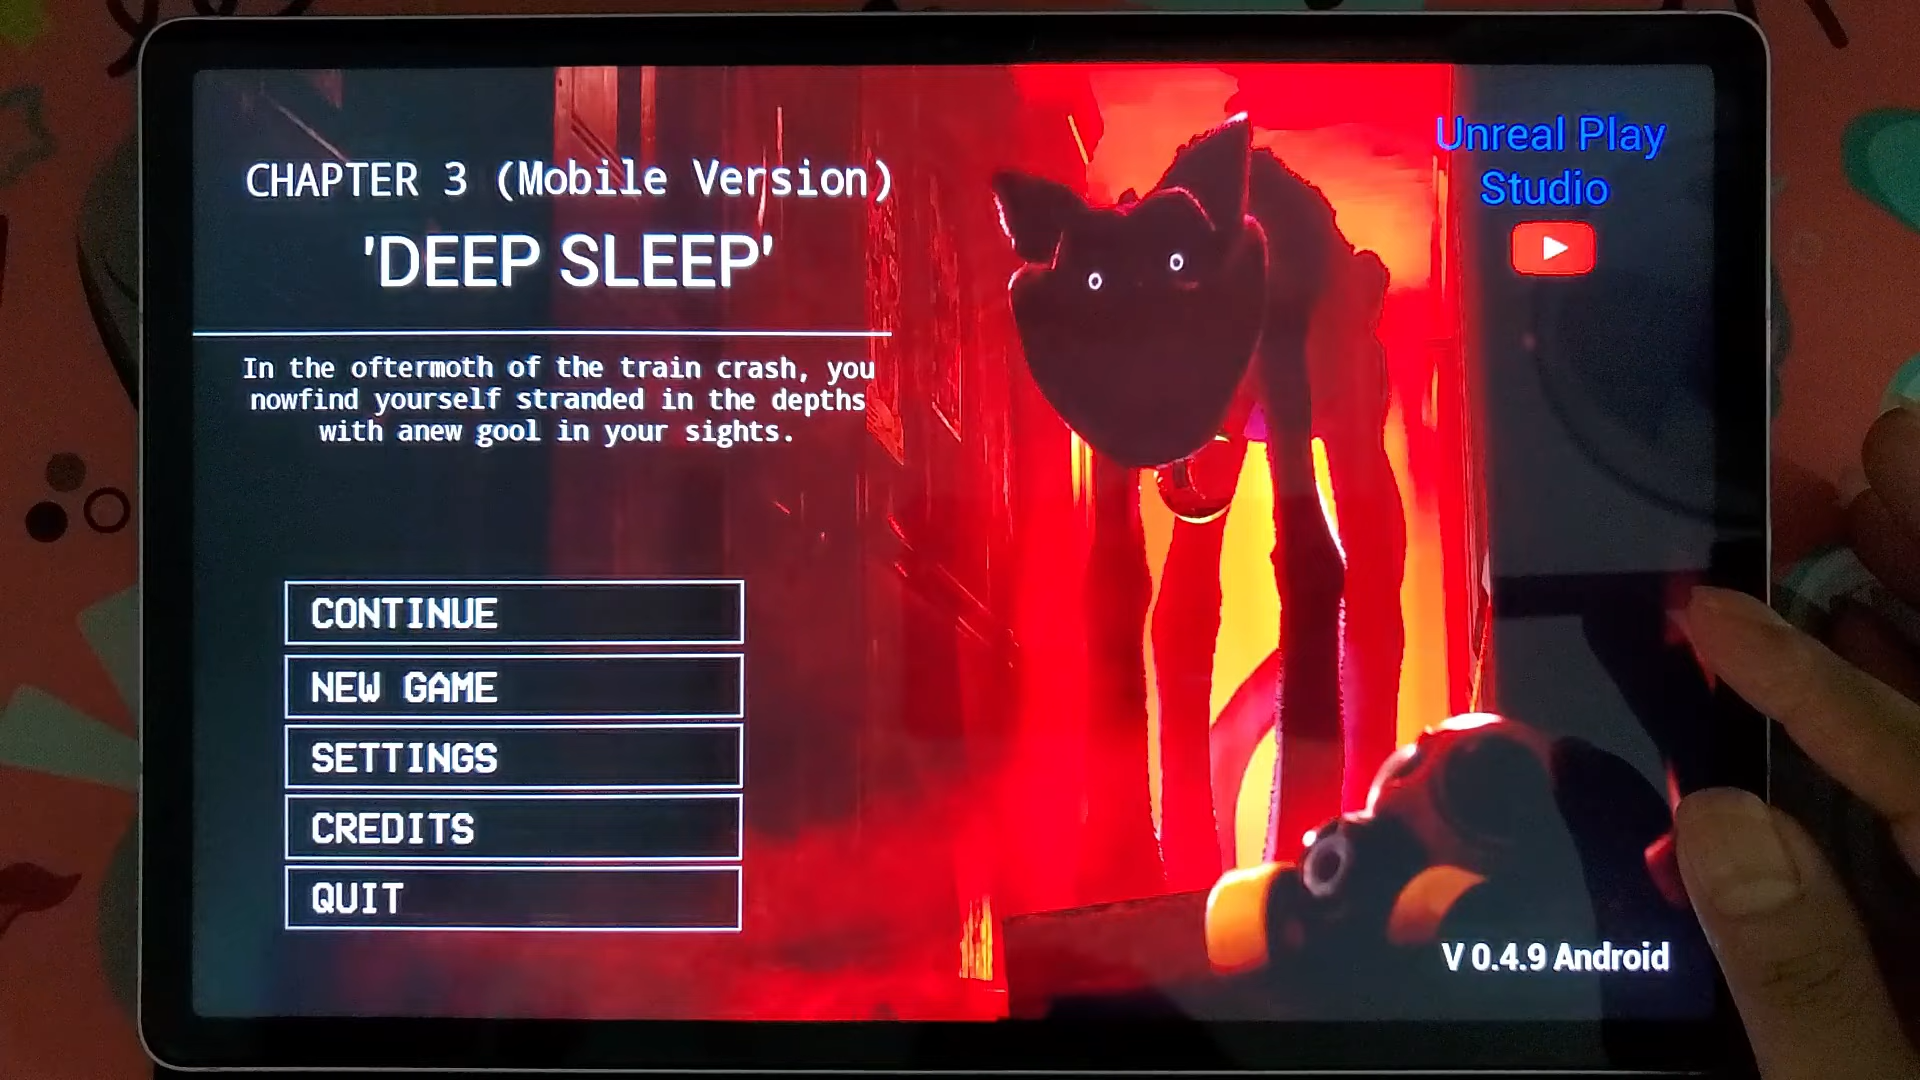 CHAPTER 3 (Mobile Version)
'DEEP SLEEP'
In the oftermoth of the train crash, you
nowfind yourself stranded in the depths
with anew gool in your sights.
CONTINUE
NEW GAME
SETTINGS
CREDITS
QUIT
Unreal Play
Studio
V 0.4.9 Android